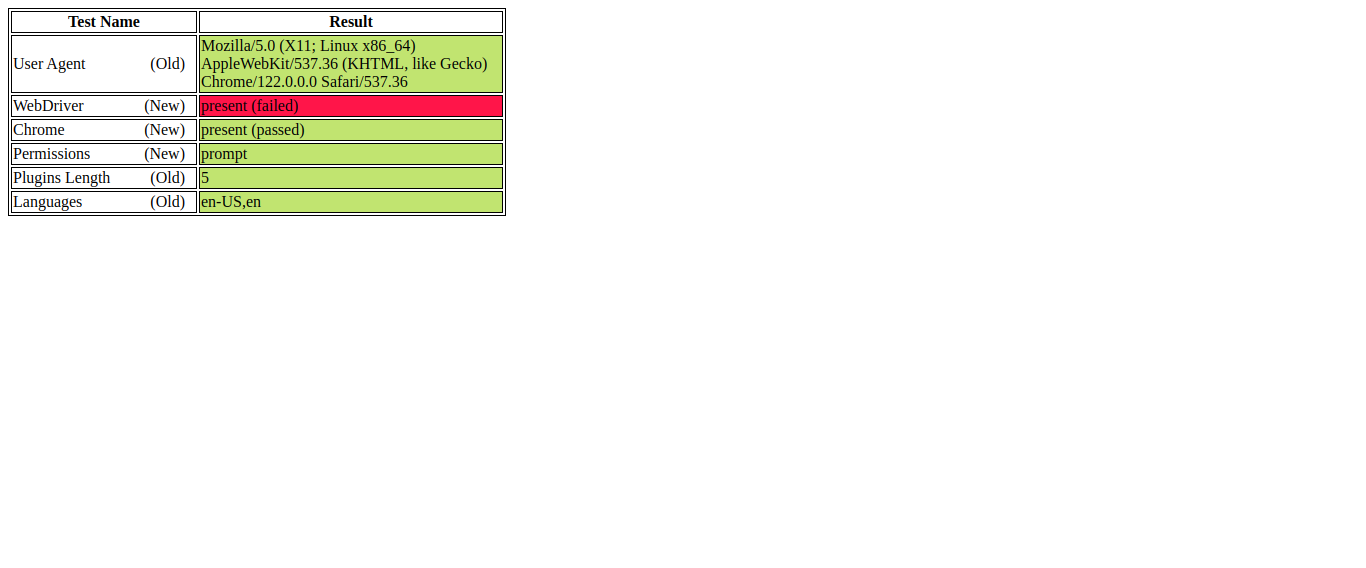 Test Name Result
User Agent (Old) Mozilla/5.0 (X11; Linux x86_64)
AppleWebKit/537.36 (KHTML, like Gecko)
Chrome/122.0.0.0 Safari/537.36
WebDriver (New) present (failed)
Chrome (New) present (passed)
Permissions (New) prompt
Plugins Length (Old) 5
Languages (Old) en-US,en